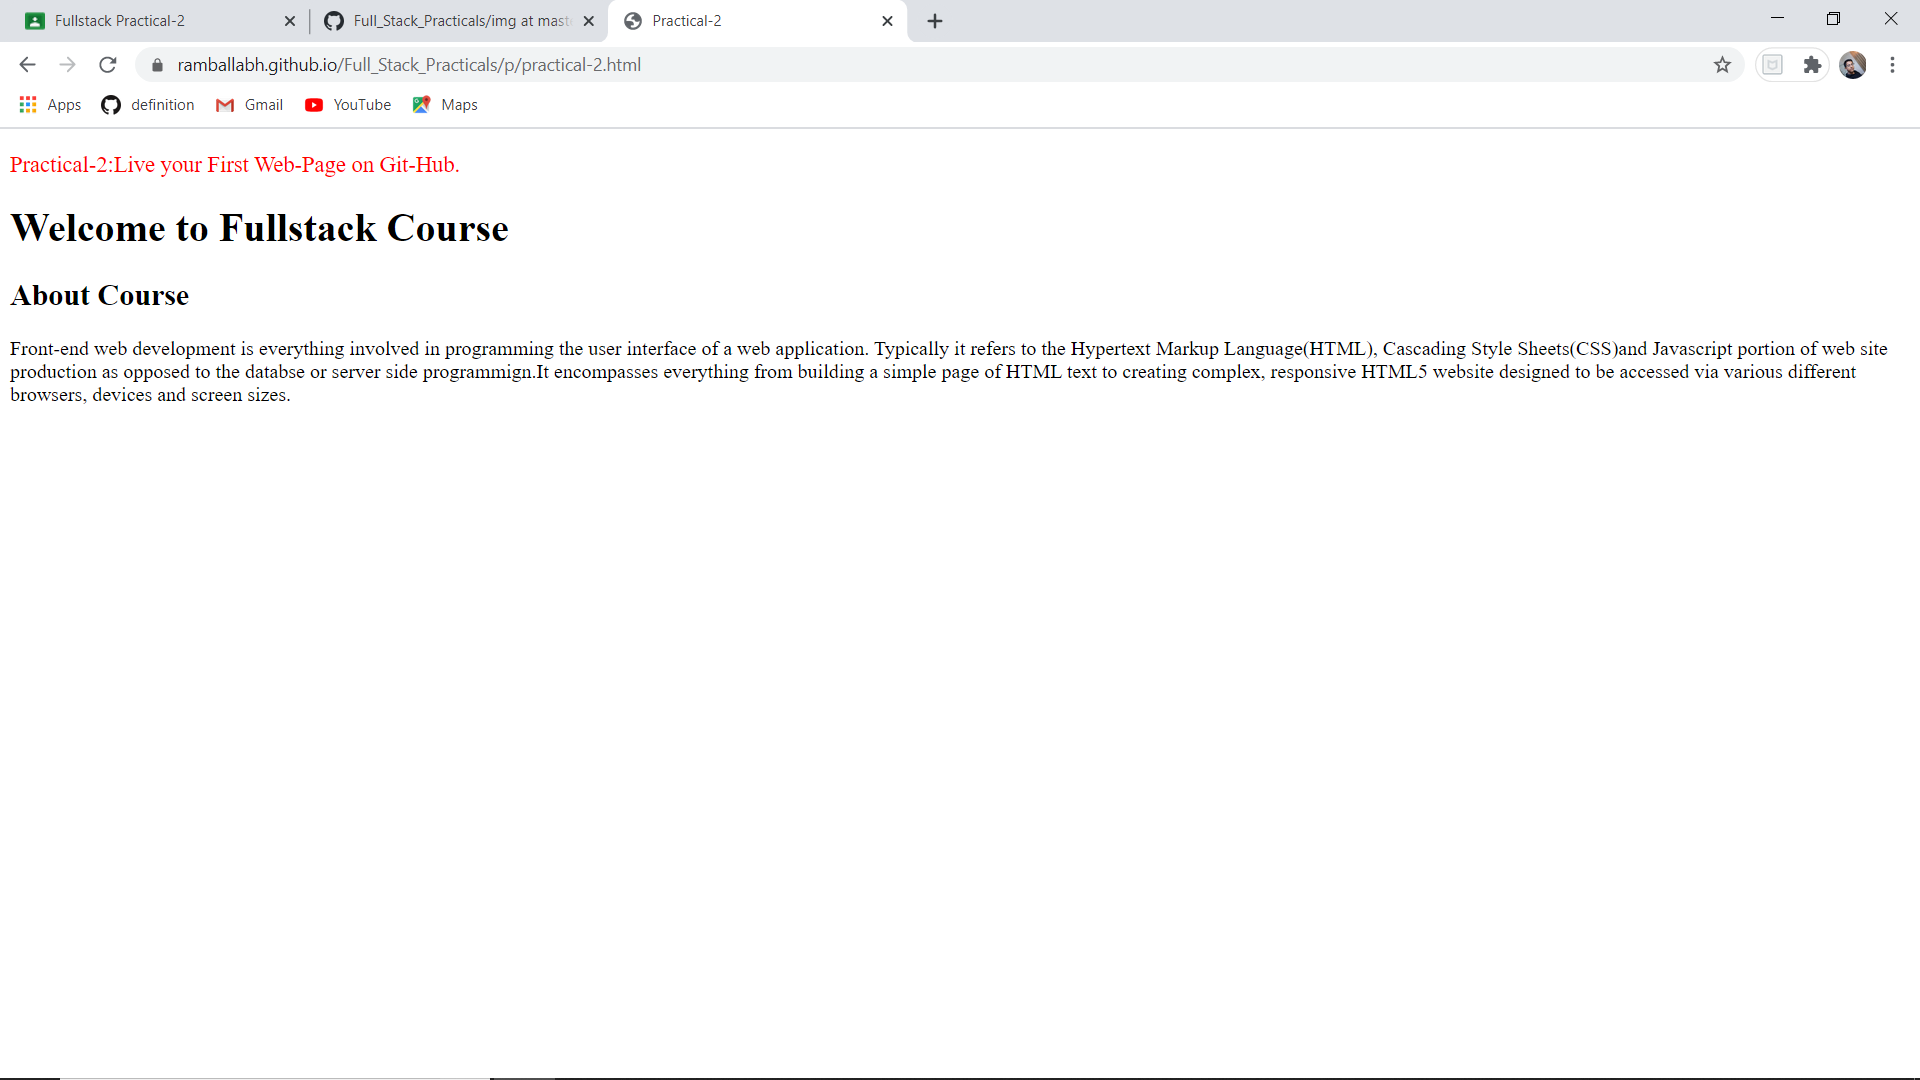 Fullstack Practical-2
Full_Stack_Practicals/img at mast
Practical-2
ramballabh.github.io/Full_Stack_Practicals/p/practical-2.html
Apps definition Gmail YouTube Maps
Practical-2:Live your First Web-Page on Git-Hub.
Welcome to Fullstack Course
About Course
Front-end web development is everything involved in programming the user interface of a web application. Typically it refers to the Hypertext Markup Language(HTML), Cascading Style Sheets(CSS)and Javascript portion of web site
production as opposed to the databse or server side programmign.It encompasses everything from building a simple page of HTML text to creating complex, responsive HTML5 website designed to be accessed via various different
browsers, devices and screen sizes.